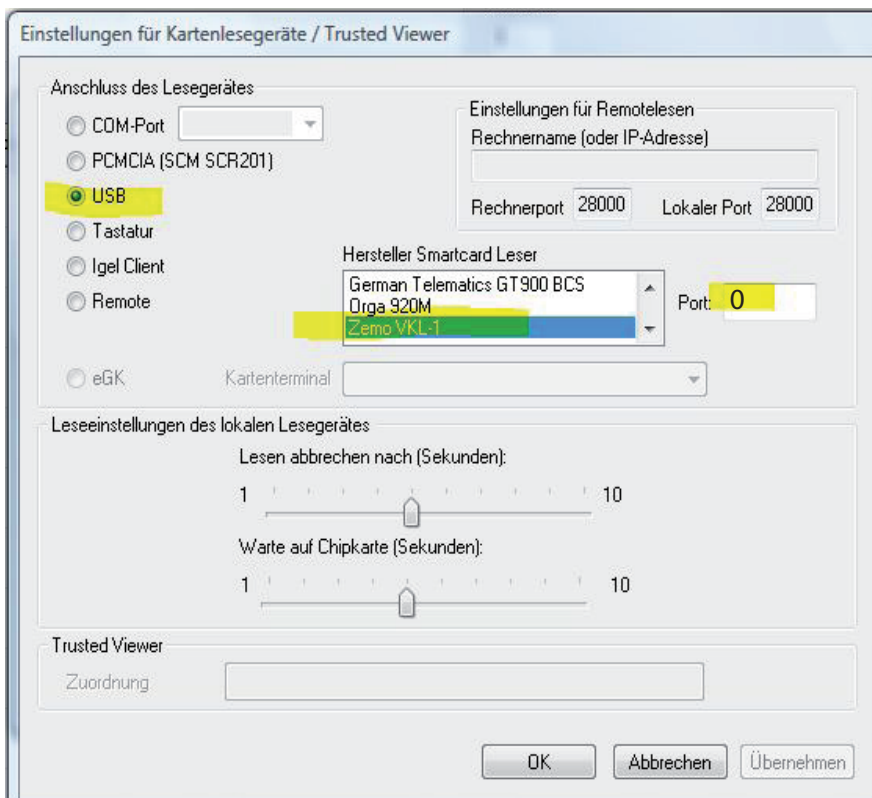 Einstellungen für Kartenlesegeräte / Trusted Viewer
Anschluss des Lesegerätes
COM-Port
PCMCIA (SCM SCR201)
USB
Tastatur
Igel Client
Remote
Einstellungen für Remotelesen
Rechnername (oder IP-Adresse)
Rechnerport 28000 Lokaler Port 28000
Hersteller Smartcard Leser
German Telematics GT900 BCS
Orga 920M
Zemo VKL-1
Port: 0
eGK Kartenterminal
Leseeinstellungen des lokalen Lesegerätes
Lesen abbrechen nach (Sekunden):
1 10
Warte auf Chipkarte (Sekunden):
1 10
Trusted Viewer
Zuordnung
OK Abbrechen Übernehmen